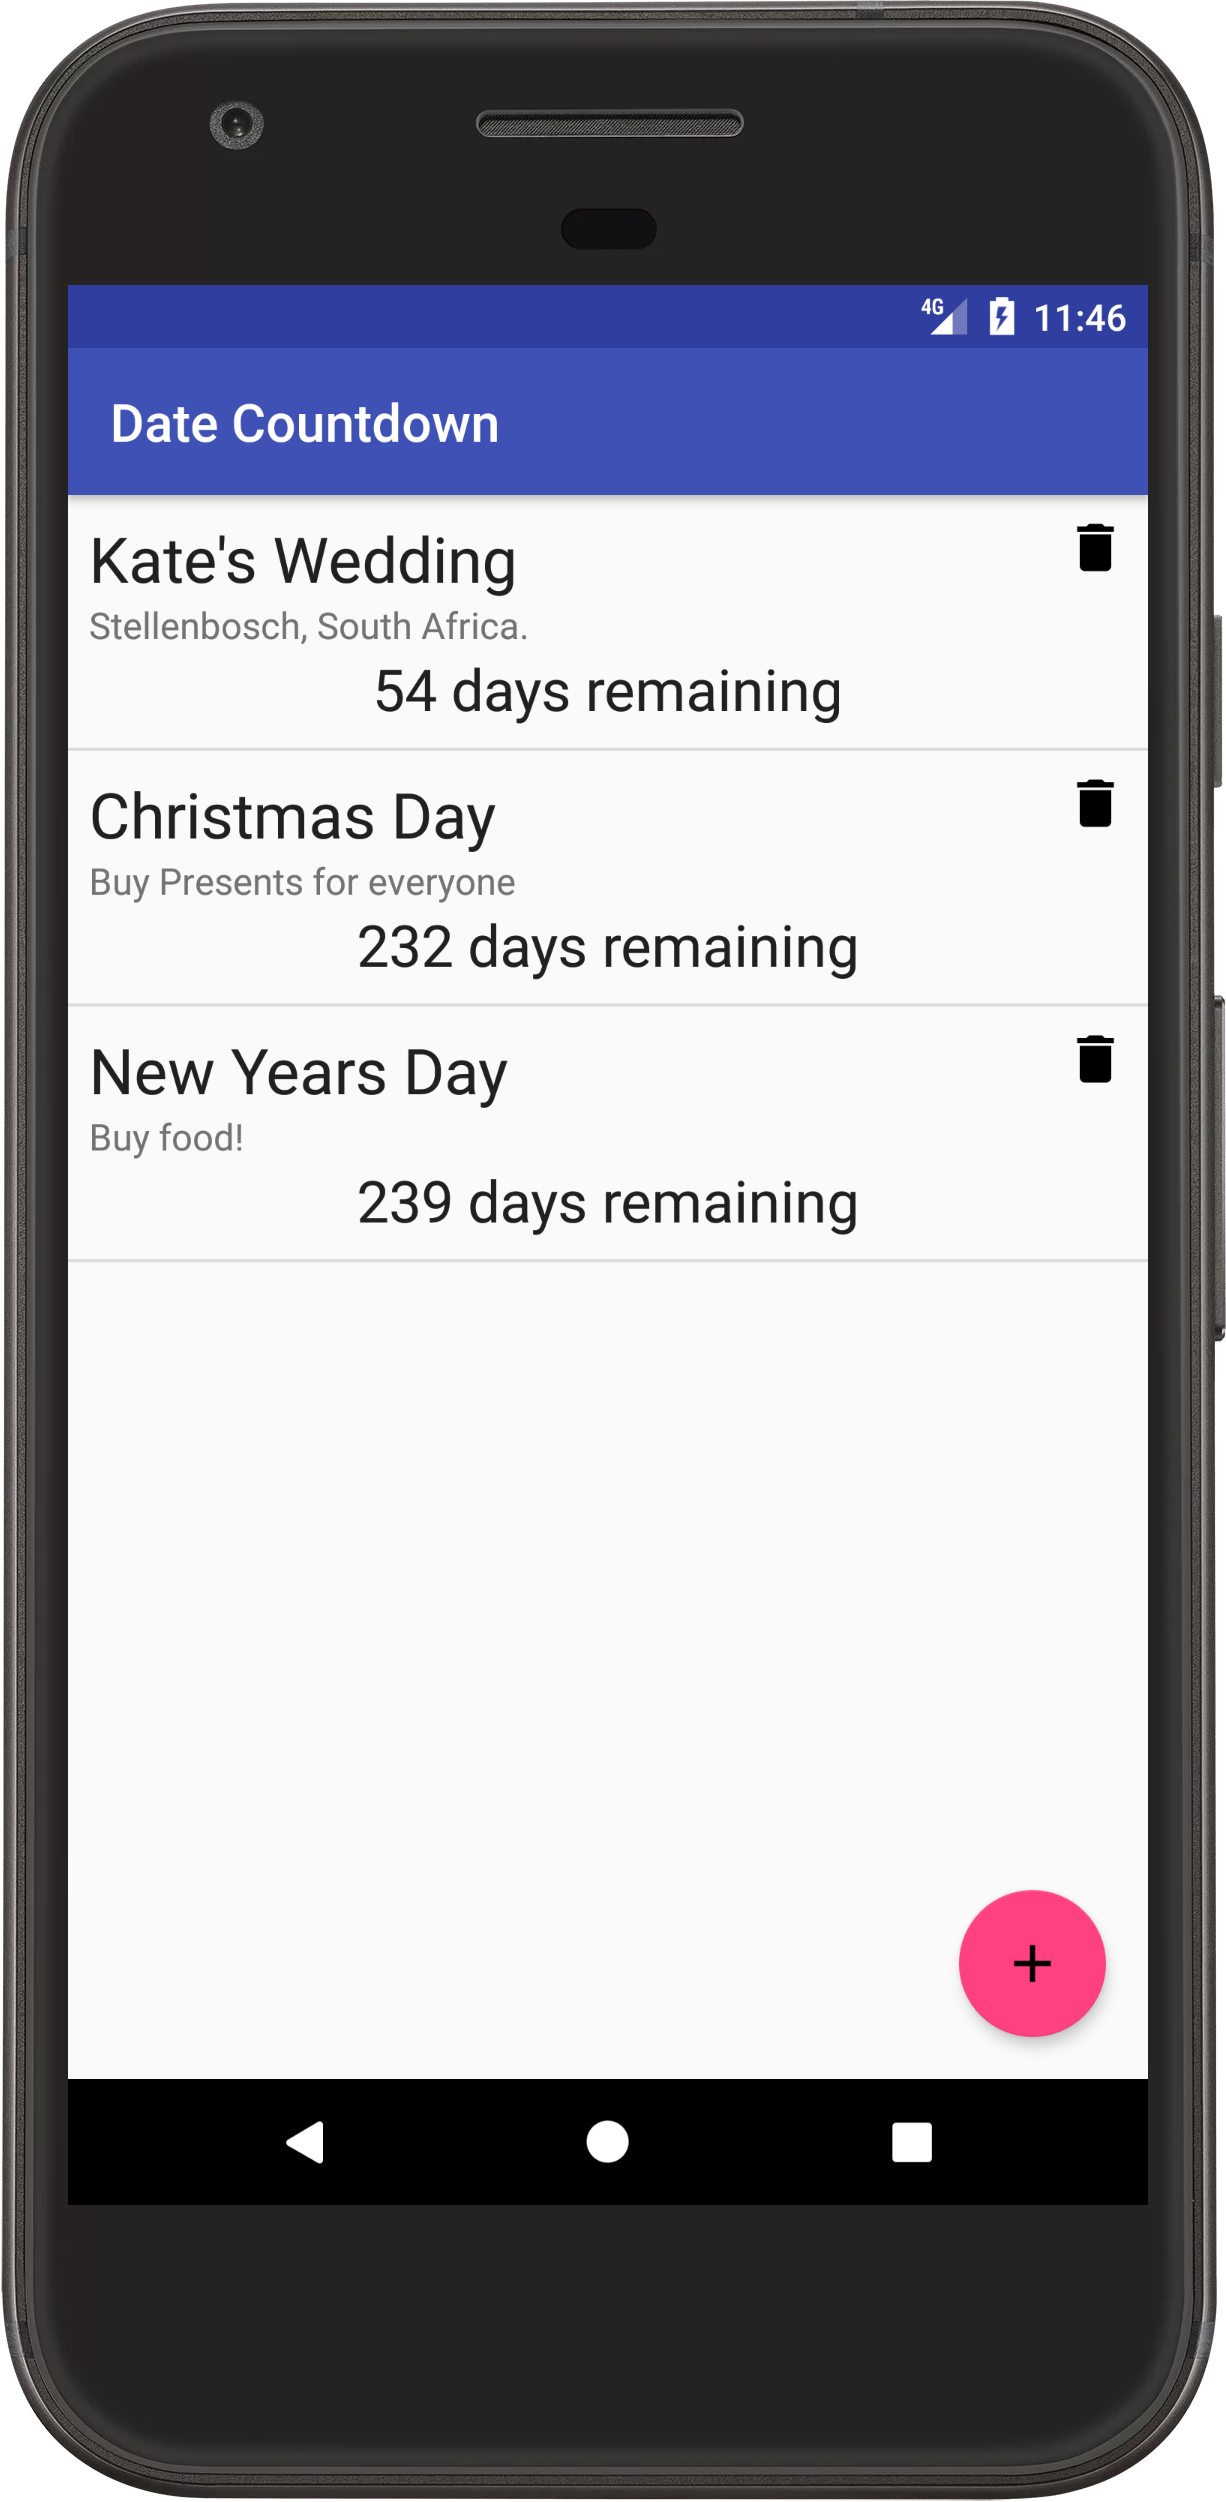 4G 11:46
Date Countdown
Kate's Wedding
Stellenbosch, South Africa.
54 days remaining
Christmas Day
Buy Presents for everyone
232 days remaining
New Years Day
Buy food!
239 days remaining